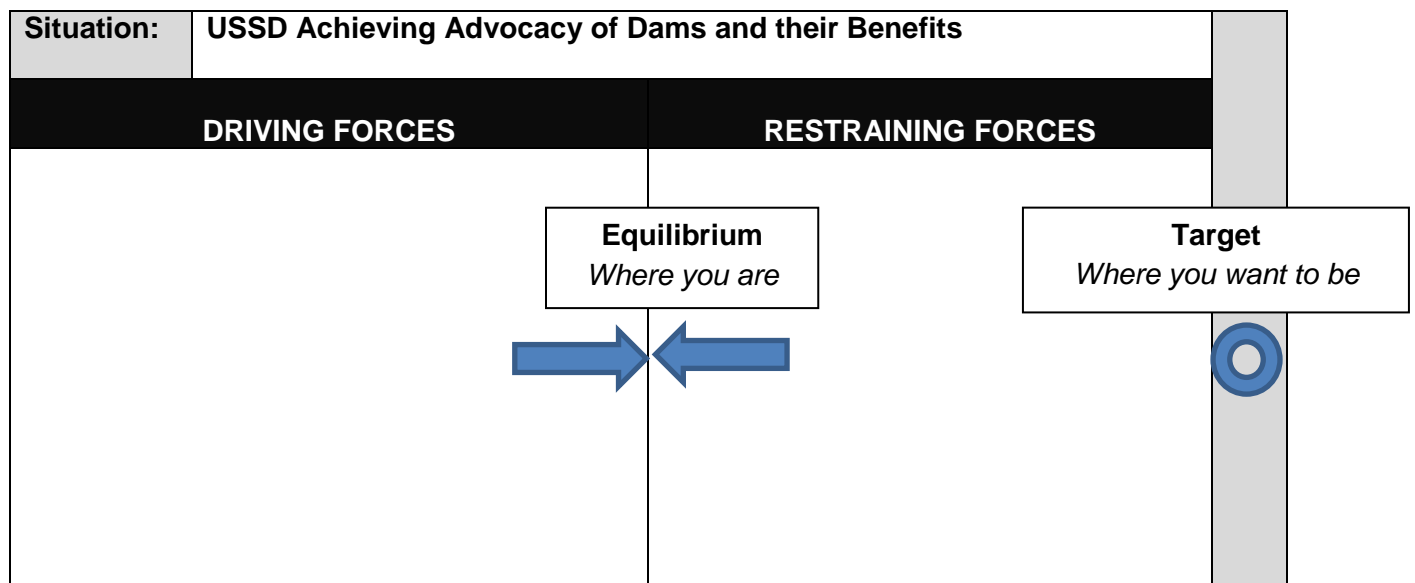 Situation: USSD Achieving Advocacy of Dams and their Benefits
DRIVING FORCES RESTRAINING FORCES
Equilibrium
Where you are
Target
Where you want to be